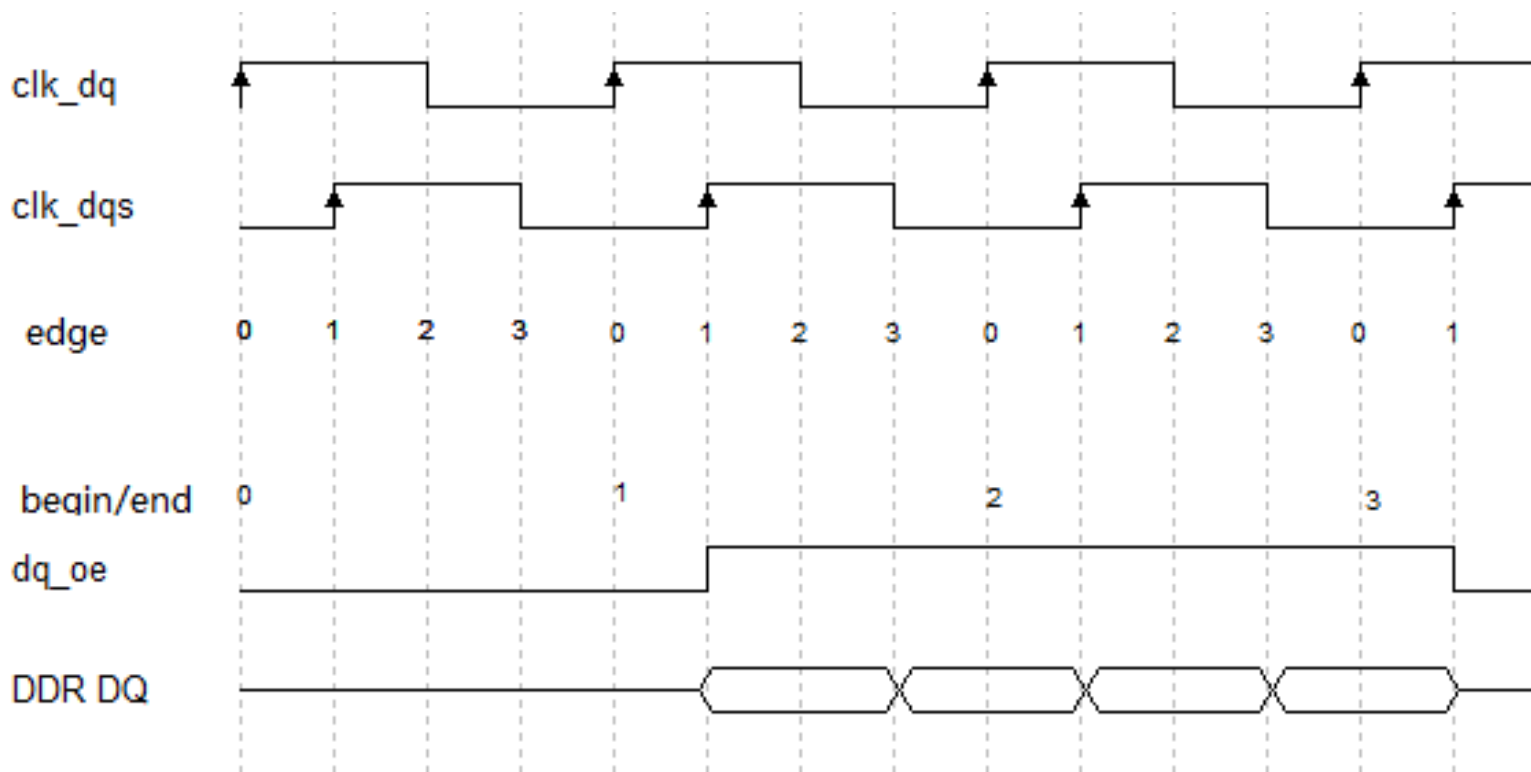 clk_dq
clk_dqs
edge 0 1 2 3 0 1 2 3 0 1 2 3 0 1
begin/end 0 1 2 3
dq_oe
DDR DQ